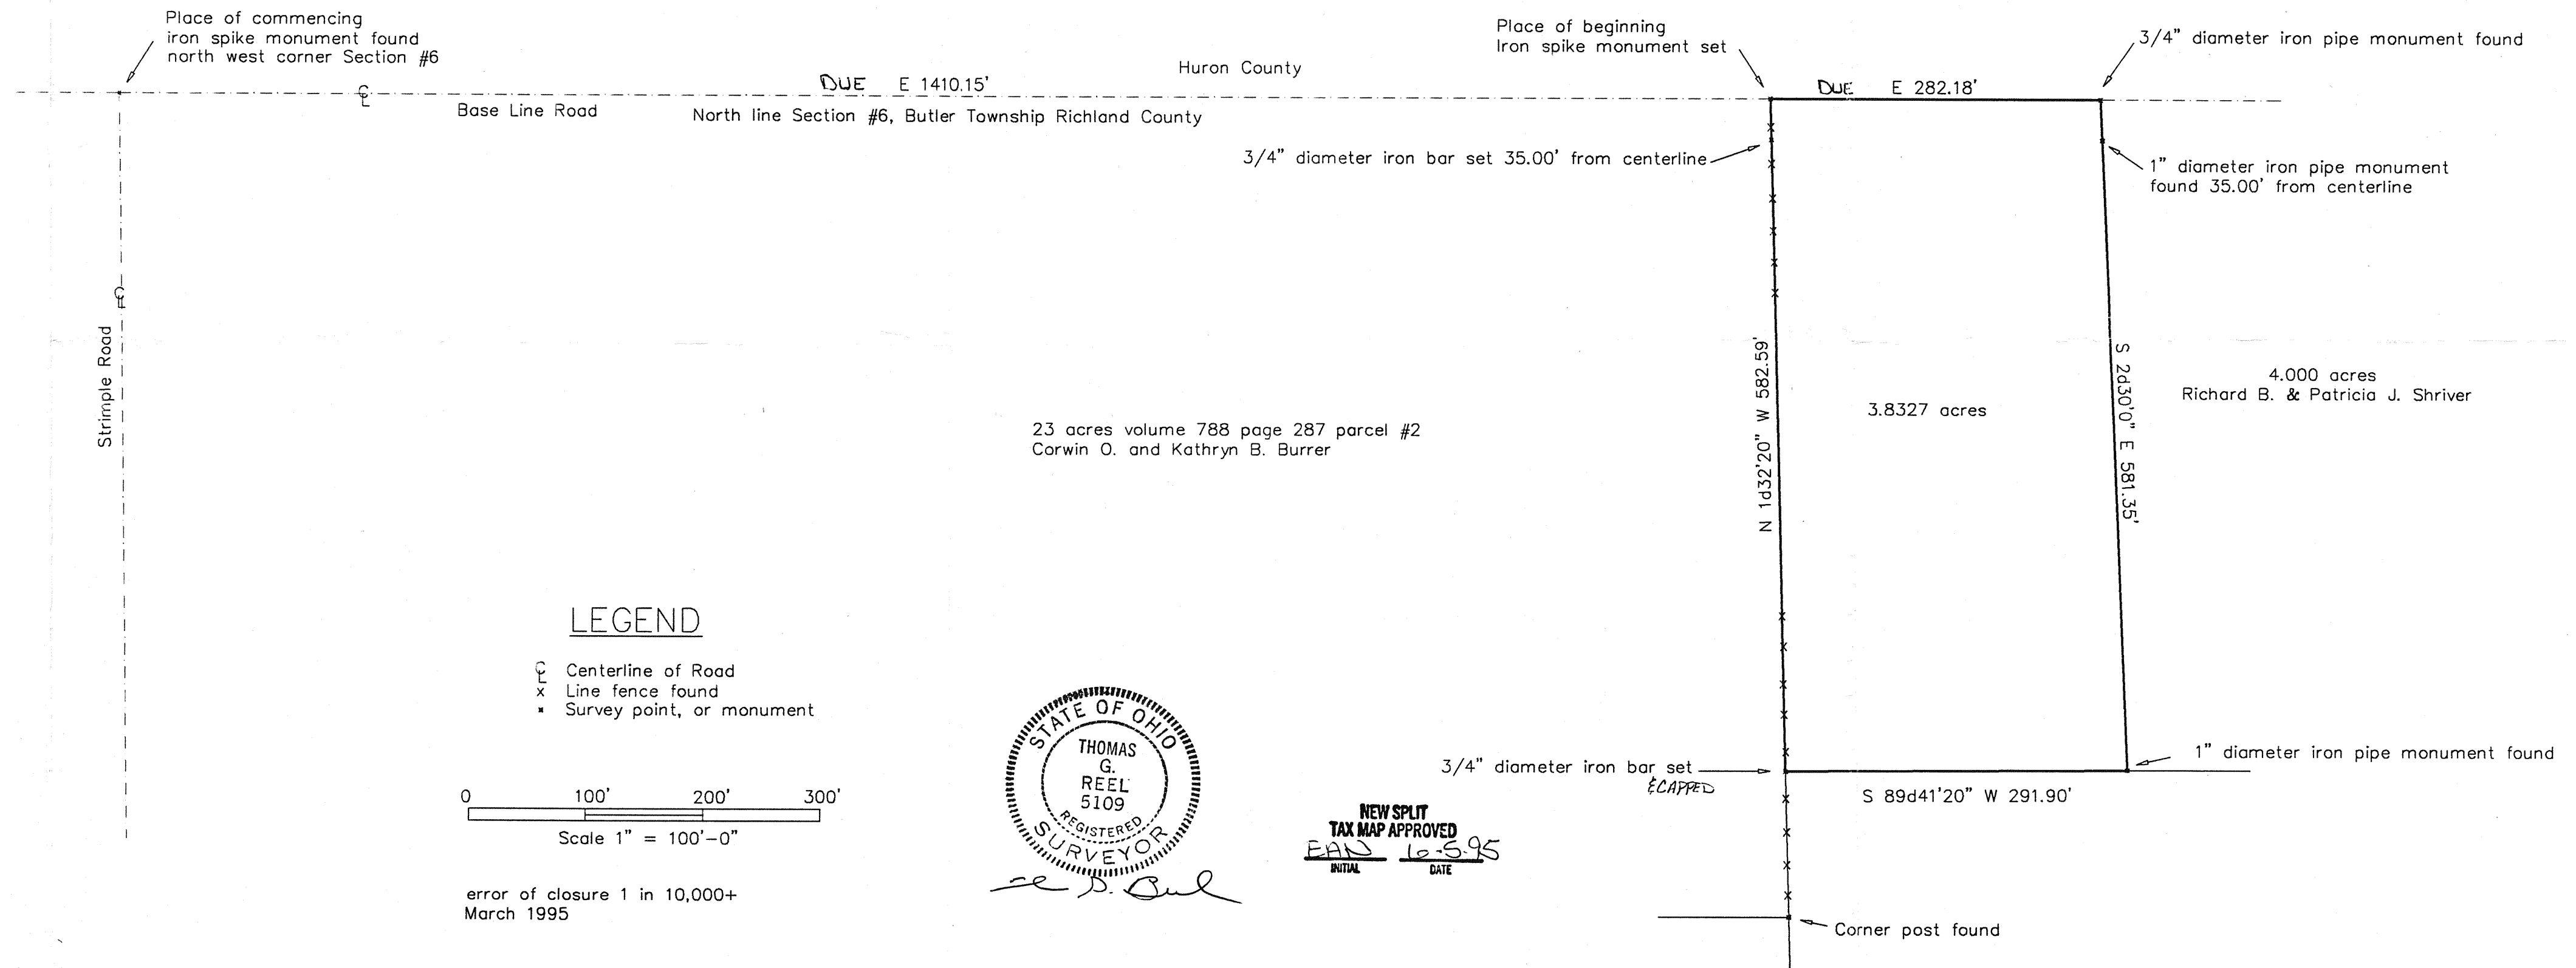 Place of commencing
iron spike monument found
north west corner Section #6
DUE E 1410.15'
Huron County
Place of beginning
Iron spike monument set
DUE E 282.18'
3/4" diameter iron pipe monument found
Base Line Road
North line Section #6, Butler Township Richland County
3/4" diameter iron bar set 35.00' from centerline
1" diameter iron pipe monument
found 35.00' from centerline
Strimple Road
N 1d32'20" W 582.59'
S 2d30'0" E 581.35'
3.8327 acres
4.000 acres
Richard B. & Patricia J. Shriver
23 acres volume 788 page 287 parcel #2
Corwin O. and Kathryn B. Burrer
LEGEND
℄ Centerline of Road
x Line fence found
Survey point, or monument
0 100' 200' 300'
Scale 1" = 100'-0"
error of closure 1 in 10,000+
March 1995
STATE OF OHIO
THOMAS
G.
REEL
5109
REGISTERED
SURVEYOR
NEW SPLIT
TAX MAP APPROVED
EAN 6-5-95
INITIAL DATE
3/4" diameter iron bar set
& CAPPED
1" diameter iron pipe monument found
S 89d41'20" W 291.90'
Corner post found